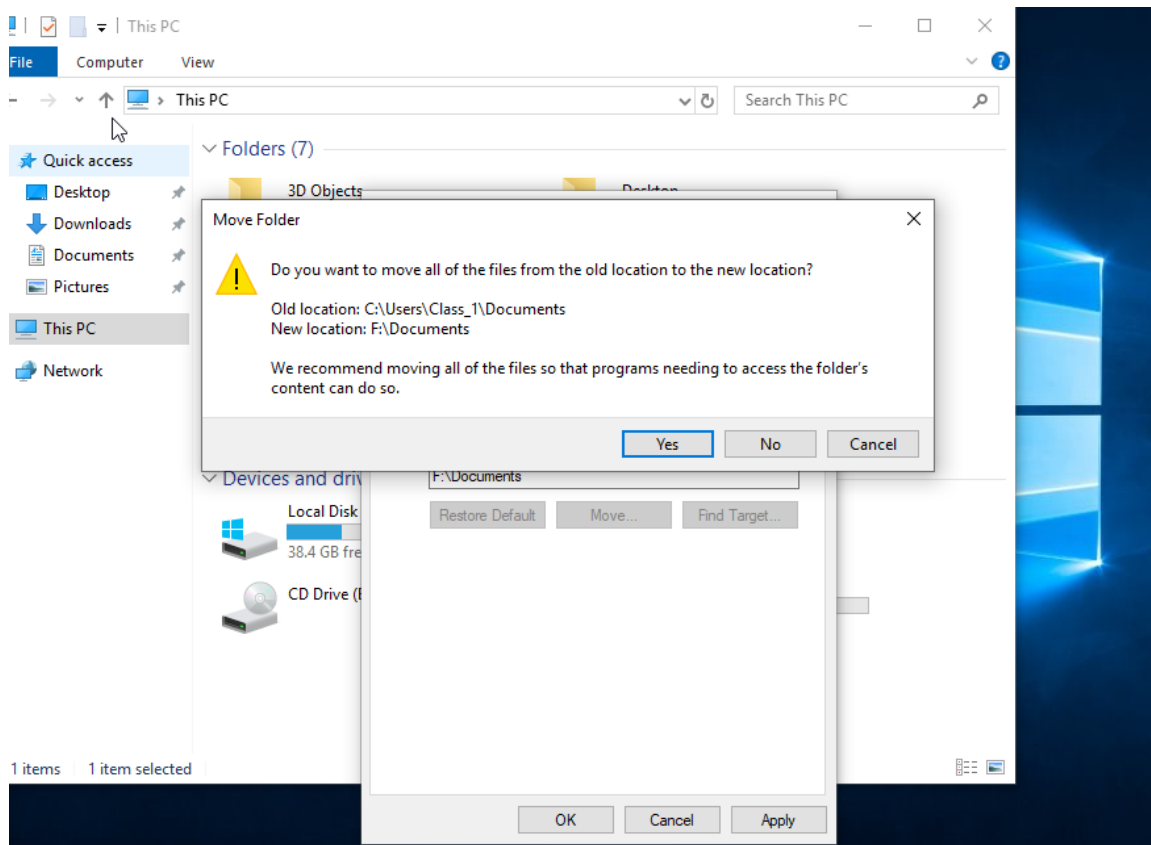 This PC
File Computer View
This PC
Search This PC
Quick access
Desktop
Downloads
Documents
Pictures
This PC
Network
Folders (7)
3D Objects
Desktop
Move Folder
Do you want to move all of the files from the old location to the new location?
Old location: C:\Users\Class_1\Documents
New location: F:\Documents
We recommend moving all of the files so that programs needing to access the folder's
content can do so.
Yes No Cancel
Devices and driv
F:\Documents
Local Disk
Restore Default Move... Find Target...
38.4 GB fre
CD Drive (
1 items 1 item selected
OK Cancel Apply